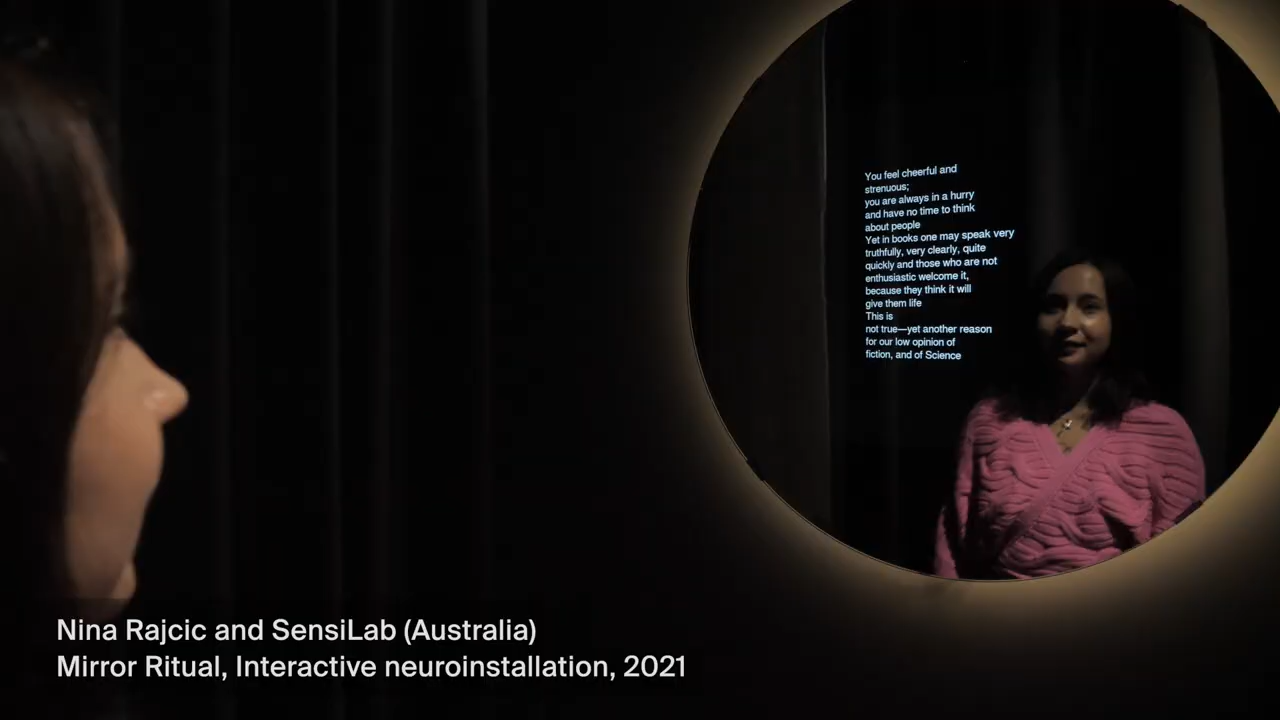 You feel cheerful and
strenuous;
you are always in a hurry
and have no time to think
about people
Yet in books one may speak very
truthfully, very clearly, quite
quickly and those who are not
enthusiastic welcome it,
because they think it will
give them life
This is
not true—yet another reason
for our low opinion of
fiction, and of Science
Nina Rajcic and SensiLab (Australia)
Mirror Ritual, Interactive neuroinstallation, 2021